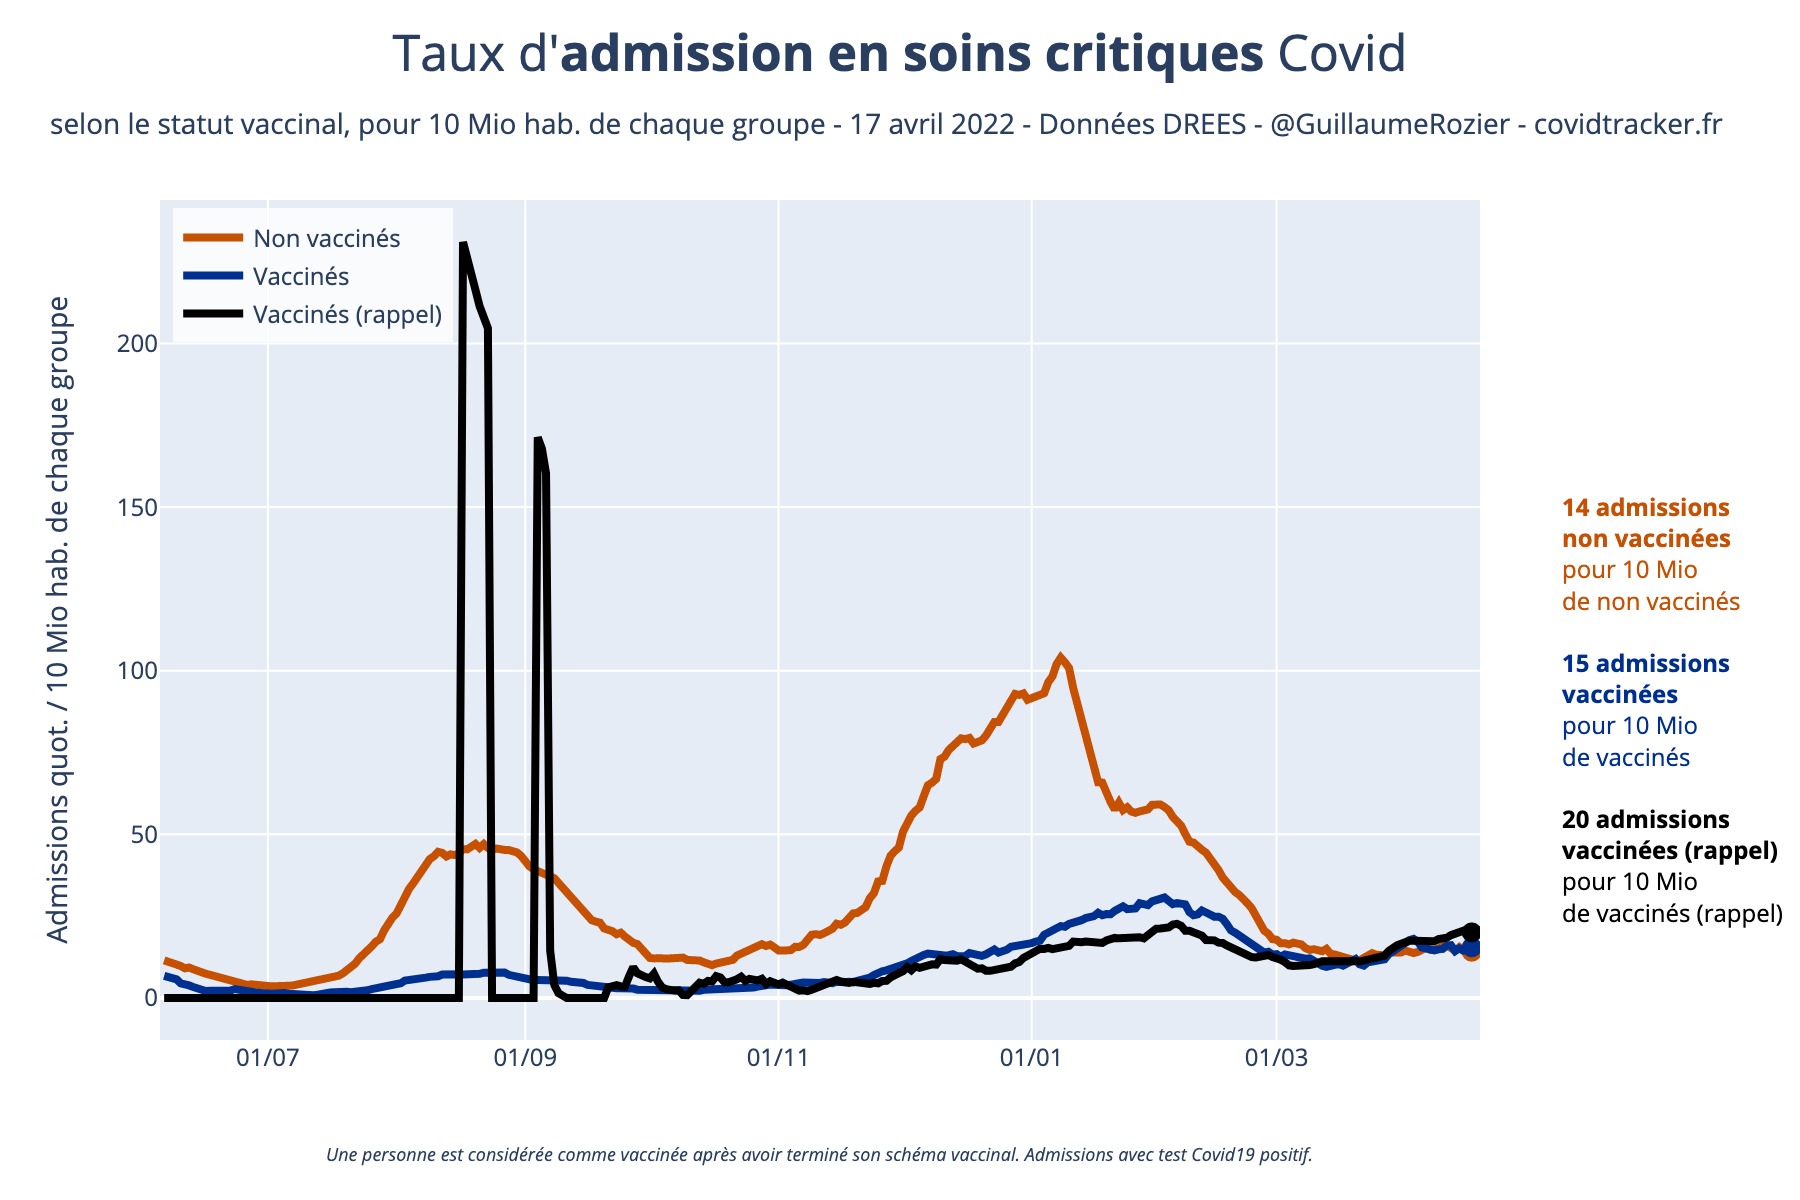 Taux d'admission en soins critiques Covid
selon le statut vaccinal, pour 10 Mio hab. de chaque groupe - 17 avril 2022 - Données DREES - @GuillaumeRozier - covidtracker.fr
Non vaccinés
Vaccinés
Vaccinés (rappel)
Admissions quot. / 10 Mio hab. de chaque groupe
200
150
100
50
0
01/07
01/09
01/11
01/01
01/03
14 admissions
non vaccinées
pour 10 Mio
de non vaccinés
15 admissions
vaccinées
pour 10 Mio
de vaccinés
20 admissions
vaccinées (rappel)
pour 10 Mio
de vaccinés (rappel)
Une personne est considérée comme vaccinée après avoir terminé son schéma vaccinal. Admissions avec test Covid19 positif.